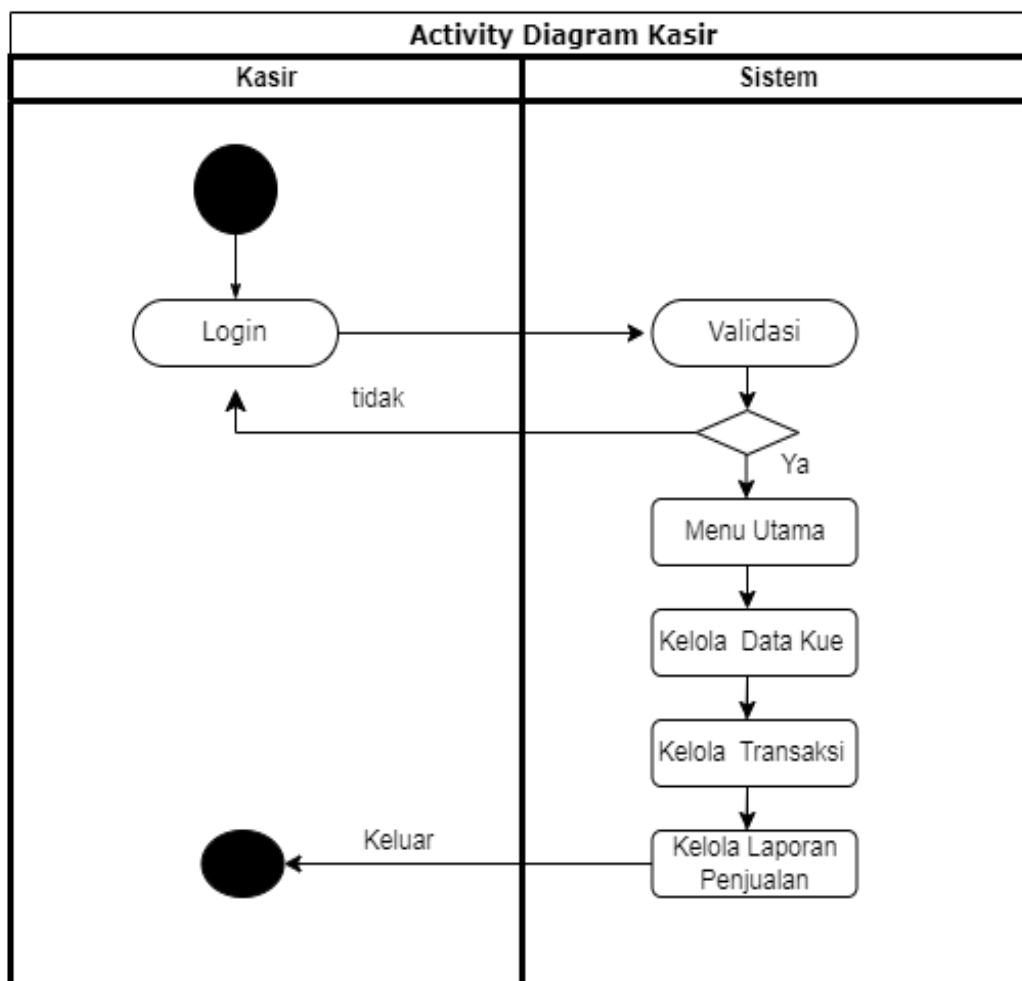 Activity Diagram Kasir
Kasir
Sistem
Login
Validasi
tidak
Ya
Menu Utama
Kelola Data Kue
Kelola Transaksi
Keluar
Kelola Laporan
Penjualan